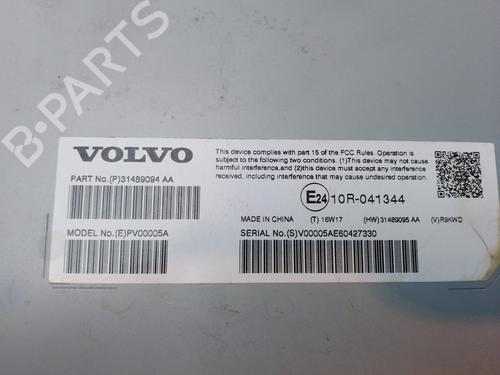 B-PARTS
VOLVO
This device complies with part 15 of the FCC Rules. Operation is
subject to the following two conditions. (1)This device may not cause
harmful interference, and (2)this device must accept any interference
received, including interference that may cause undesired operation.
PART No.(P)31489094 AA
E24 10R-041344
MADE IN CHINA (T) 16W17 (HW)31489095 AA (V)R9KWD
MODEL No.(E)PV00005A
SERIAL No.(S)V00005AE60427330